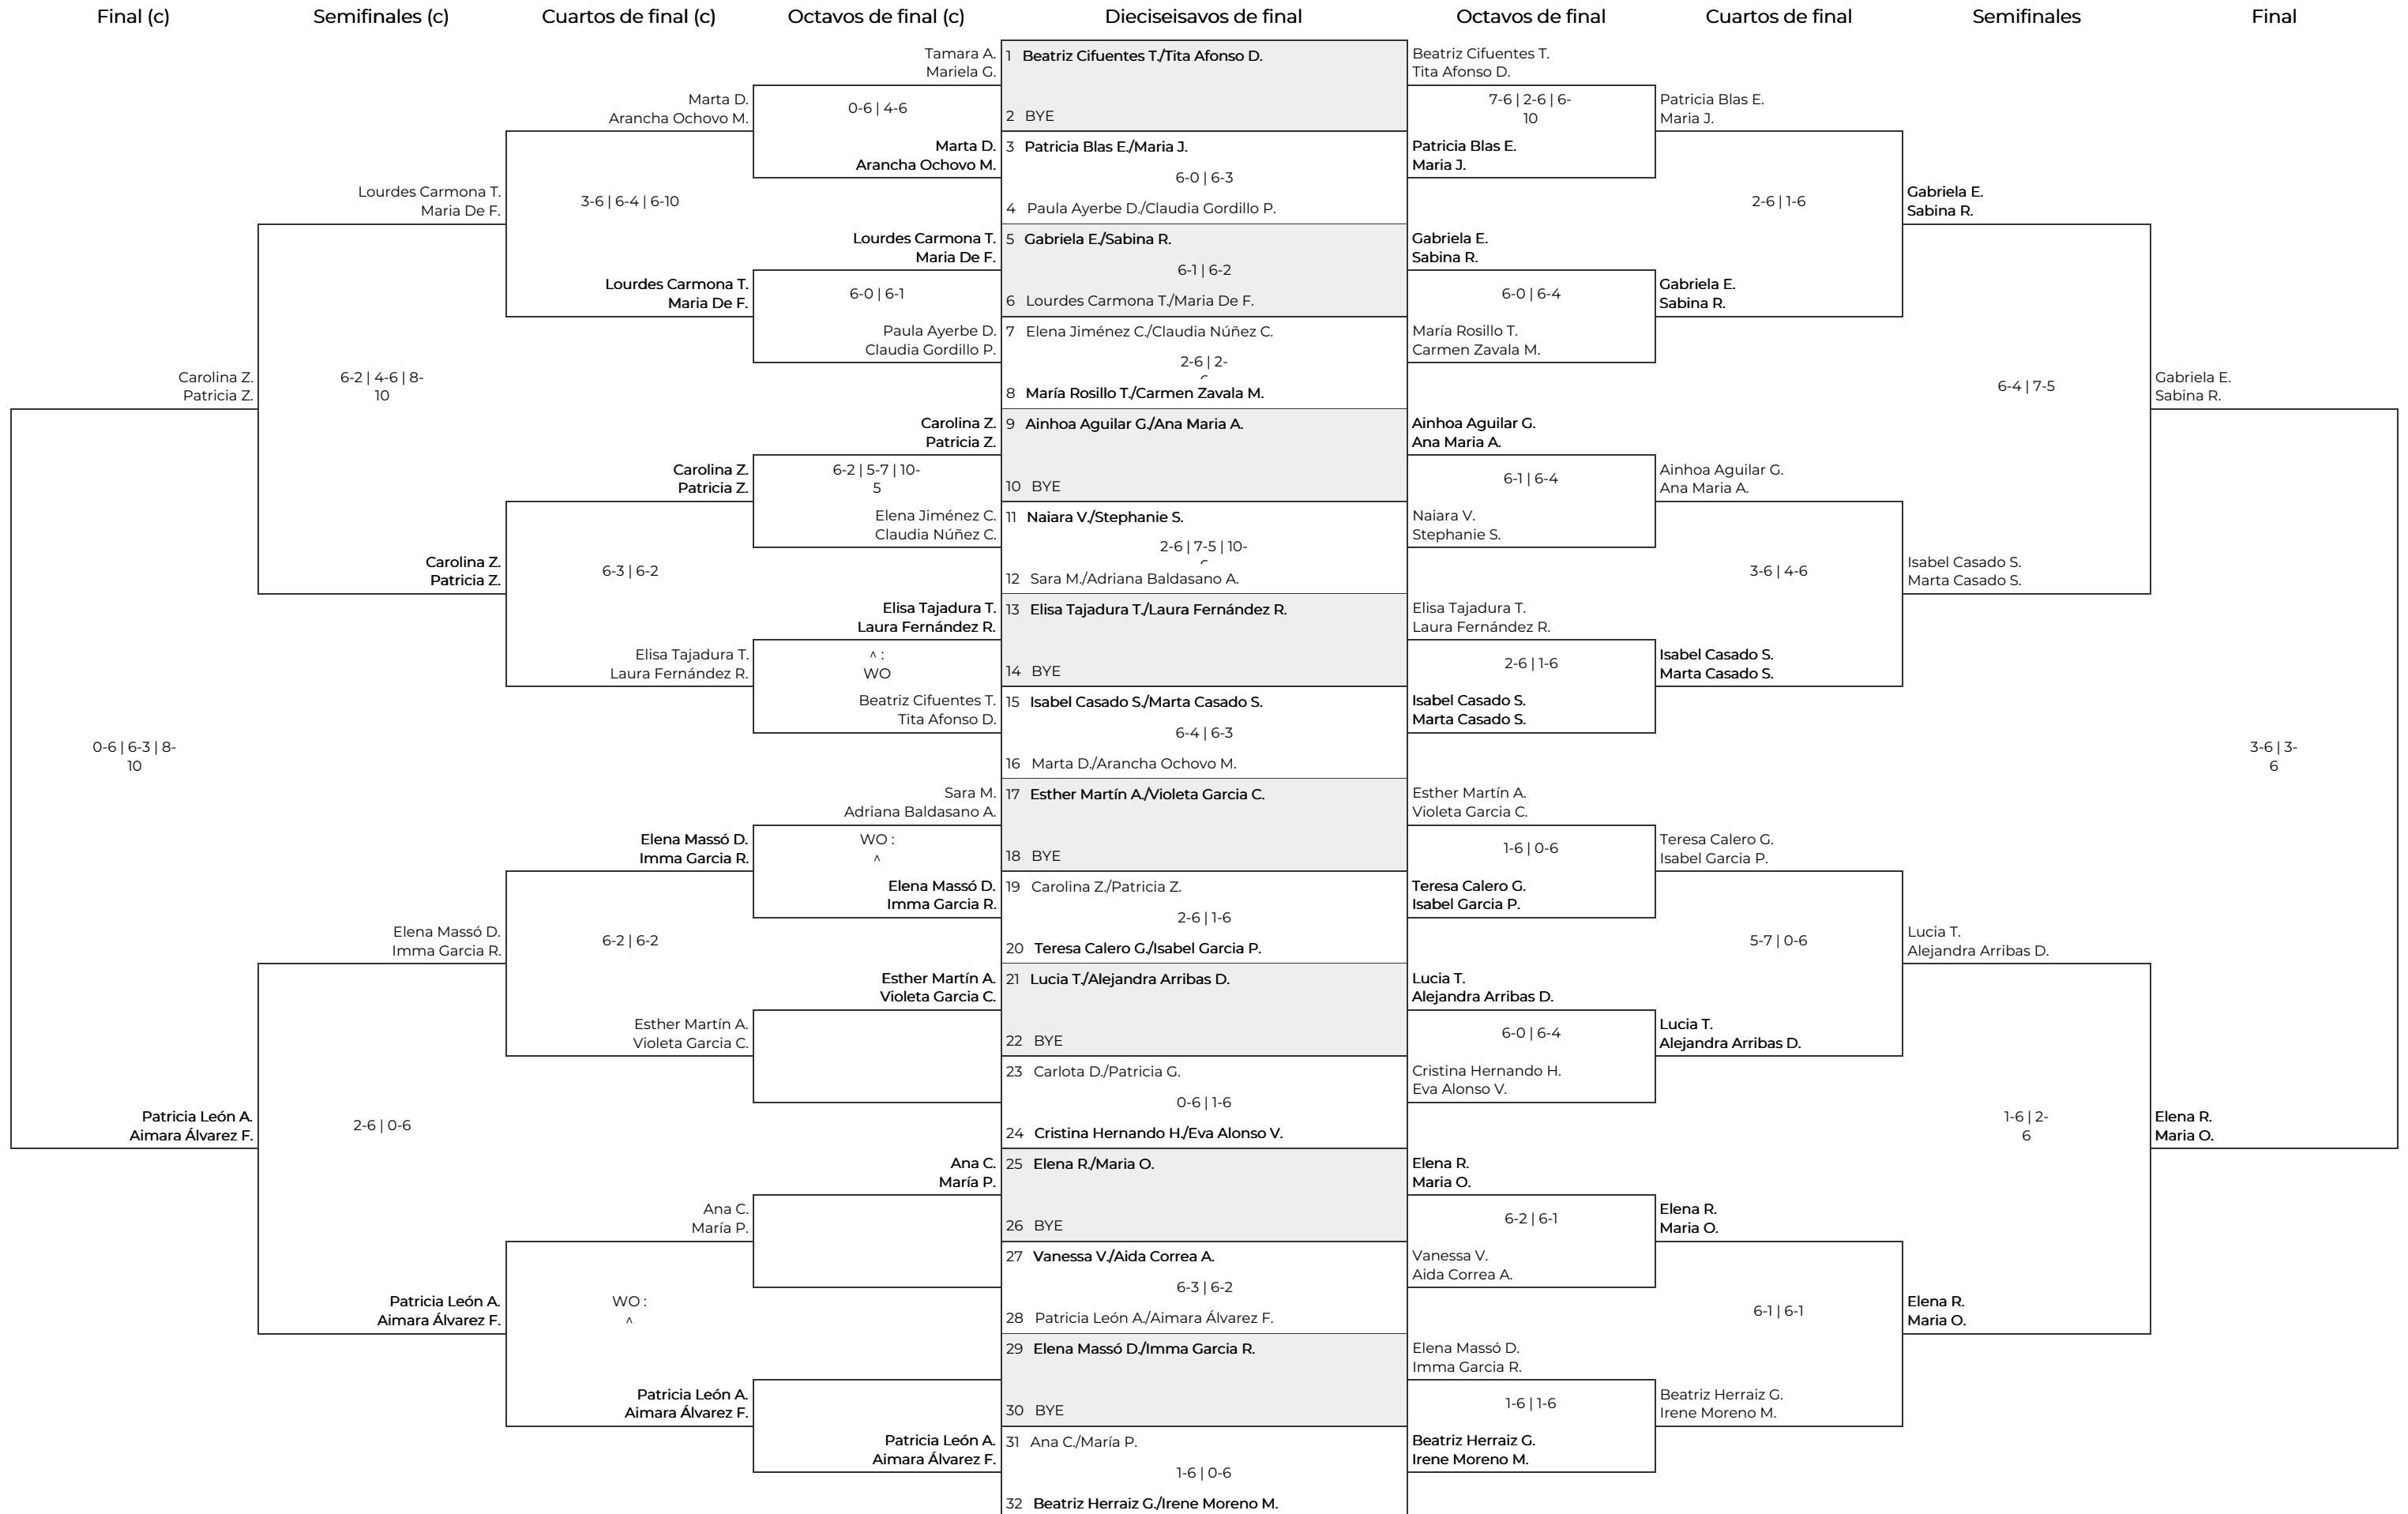 Final (c)
Semifinales (c)
Cuartos de final (c)
Octavos de final (c)
Dieciseisavos de final
Octavos de final
Cuartos de final
Semifinales
Final
Carolina Z.
Patricia Z.
0-6 | 6-3 | 8-
10
Patricia León A.
Aimara Álvarez F.
Lourdes Carmona T.
Maria De F.
6-2 | 4-6 | 8-
10
Carolina Z.
Patricia Z.
Elena Massó D.
Imma Garcia R.
2-6 | 0-6
Patricia León A.
Aimara Álvarez F.
Marta D.
Arancha Ochovo M.
3-6 | 6-4 | 6-10
Lourdes Carmona T.
Maria De F.
Carolina Z.
Patricia Z.
6-3 | 6-2
Elisa Tajadura T.
Laura Fernández R.
Elena Massó D.
Imma Garcia R.
6-2 | 6-2
Esther Martín A.
Violeta Garcia C.
Ana C.
María P.
WO :
^
Patricia León A.
Aimara Álvarez F.
Tamara A.
Mariela G.
0-6 | 4-6
Marta D.
Arancha Ochovo M.
Lourdes Carmona T.
Maria De F.
6-0 | 6-1
Paula Ayerbe D.
Claudia Gordillo P.
Carolina Z.
Patricia Z.
6-2 | 5-7 | 10-
5
Elena Jiménez C.
Claudia Núñez C.
Elisa Tajadura T.
Laura Fernández R.
^ :
WO
Beatriz Cifuentes T.
Tita Afonso D.
Sara M.
Adriana Baldasano A.
WO :
^
Elena Massó D.
Imma Garcia R.
Esther Martín A.
Violeta Garcia C.
Ana C.
María P.
Patricia León A.
Aimara Álvarez F.
1 Beatriz Cifuentes T./Tita Afonso D.
2 BYE
3 Patricia Blas E./Maria J.
6-0 | 6-3
4 Paula Ayerbe D./Claudia Gordillo P.
5 Gabriela E./Sabina R.
6-1 | 6-2
6 Lourdes Carmona T./Maria De F.
7 Elena Jiménez C./Claudia Núñez C.
2-6 | 2-
8 María Rosillo T./Carmen Zavala M.
9 Ainhoa Aguilar G./Ana Maria A.
10 BYE
11 Naiara V./Stephanie S.
2-6 | 7-5 | 10-
12 Sara M./Adriana Baldasano A.
13 Elisa Tajadura T./Laura Fernández R.
14 BYE
15 Isabel Casado S./Marta Casado S.
6-4 | 6-3
16 Marta D./Arancha Ochovo M.
17 Esther Martín A./Violeta Garcia C.
18 BYE
19 Carolina Z./Patricia Z.
2-6 | 1-6
20 Teresa Calero G./Isabel Garcia P.
21 Lucia T./Alejandra Arribas D.
22 BYE
23 Carlota D./Patricia G.
0-6 | 1-6
24 Cristina Hernando H./Eva Alonso V.
25 Elena R./Maria O.
26 BYE
27 Vanessa V./Aida Correa A.
6-3 | 6-2
28 Patricia León A./Aimara Álvarez F.
29 Elena Massó D./Imma Garcia R.
30 BYE
31 Ana C./María P.
1-6 | 0-6
32 Beatriz Herraiz G./Irene Moreno M.
Beatriz Cifuentes T.
Tita Afonso D.
7-6 | 2-6 | 6-
10
Patricia Blas E.
Maria J.
Gabriela E.
Sabina R.
6-0 | 6-4
María Rosillo T.
Carmen Zavala M.
Ainhoa Aguilar G.
Ana Maria A.
6-1 | 6-4
Naiara V.
Stephanie S.
Elisa Tajadura T.
Laura Fernández R.
2-6 | 1-6
Isabel Casado S.
Marta Casado S.
Esther Martín A.
Violeta Garcia C.
1-6 | 0-6
Teresa Calero G.
Isabel Garcia P.
Lucia T.
Alejandra Arribas D.
6-0 | 6-4
Cristina Hernando H.
Eva Alonso V.
Elena R.
Maria O.
6-2 | 6-1
Vanessa V.
Aida Correa A.
Elena Massó D.
Imma Garcia R.
1-6 | 1-6
Beatriz Herraiz G.
Irene Moreno M.
Patricia Blas E.
Maria J.
2-6 | 1-6
Gabriela E.
Sabina R.
Ainhoa Aguilar G.
Ana Maria A.
3-6 | 4-6
Isabel Casado S.
Marta Casado S.
Teresa Calero G.
Isabel Garcia P.
5-7 | 0-6
Lucia T.
Alejandra Arribas D.
Elena R.
Maria O.
6-1 | 6-1
Beatriz Herraiz G.
Irene Moreno M.
Gabriela E.
Sabina R.
6-4 | 7-5
Isabel Casado S.
Marta Casado S.
Lucia T.
Alejandra Arribas D.
1-6 | 2-
6
Elena R.
Maria O.
Gabriela E.
Sabina R.
3-6 | 3-
6
Elena R.
Maria O.